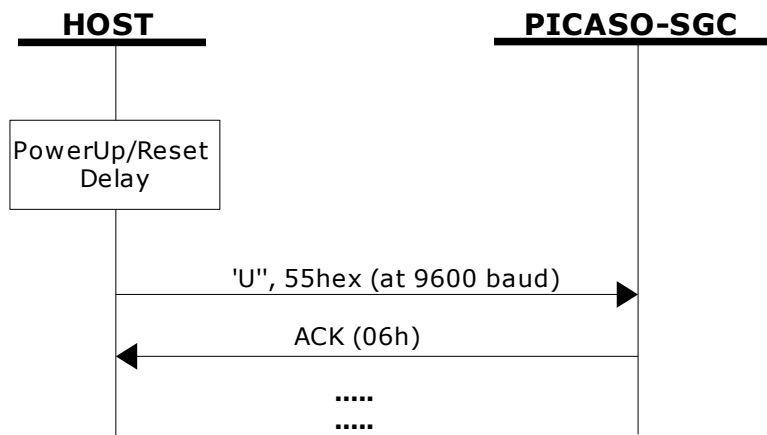 HOST
PICASO-SGC
PowerUp/Reset
Delay
'U'', 55hex (at 9600 baud)
ACK (06h)
.....
.....